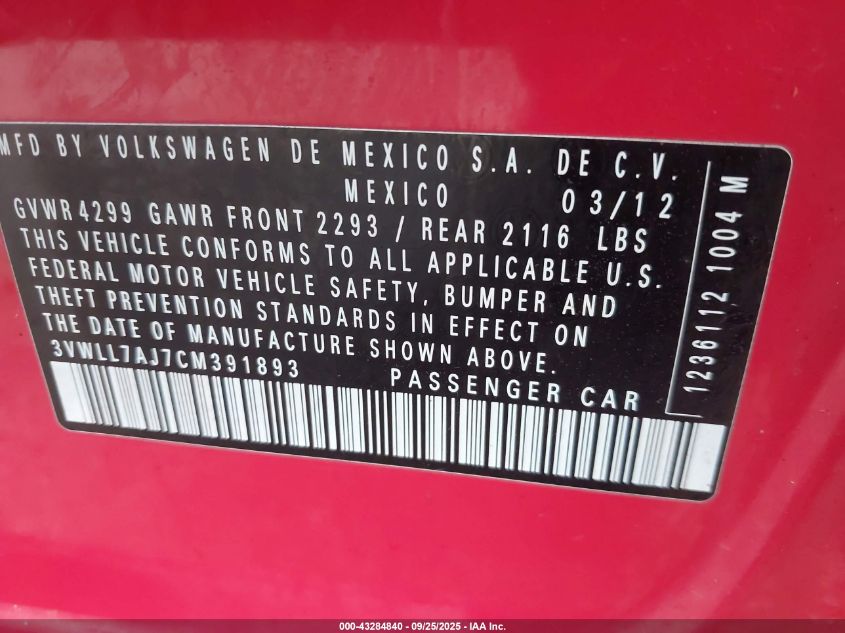 MFD BY VOLKSWAGEN DE MEXICO S.A. DE C.V.
MEXICO 03/12
GVWR 4299 GAWR FRONT 2293 / REAR 2116 LBS
THIS VEHICLE CONFORMS TO ALL APPLICABLE U.S.
FEDERAL MOTOR VEHICLE SAFETY, BUMPER AND
THEFT PREVENTION STANDARDS IN EFFECT ON
THE DATE OF MANUFACTURE SHOWN ABOVE.
3VWLL7AJ7CM391893 PASSENGER CAR
1236112 1004 M
000-43284840 - 09/25/2025 - IAA Inc.